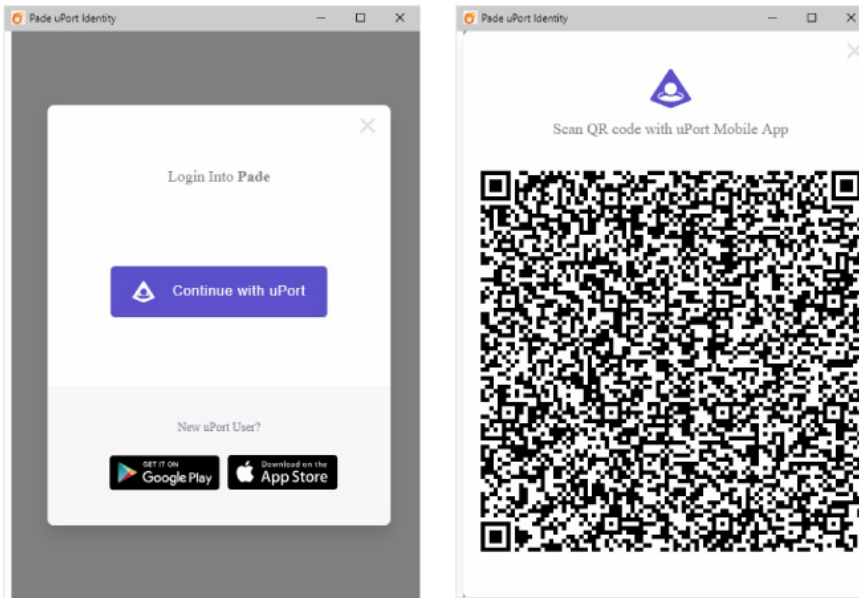 Pade uPort Identity
Login Into Pade
Continue with uPort
New uPort User?
GET IT ON
Google Play
Download on the
App Store
Pade uPort Identity
Scan QR code with uPort Mobile App